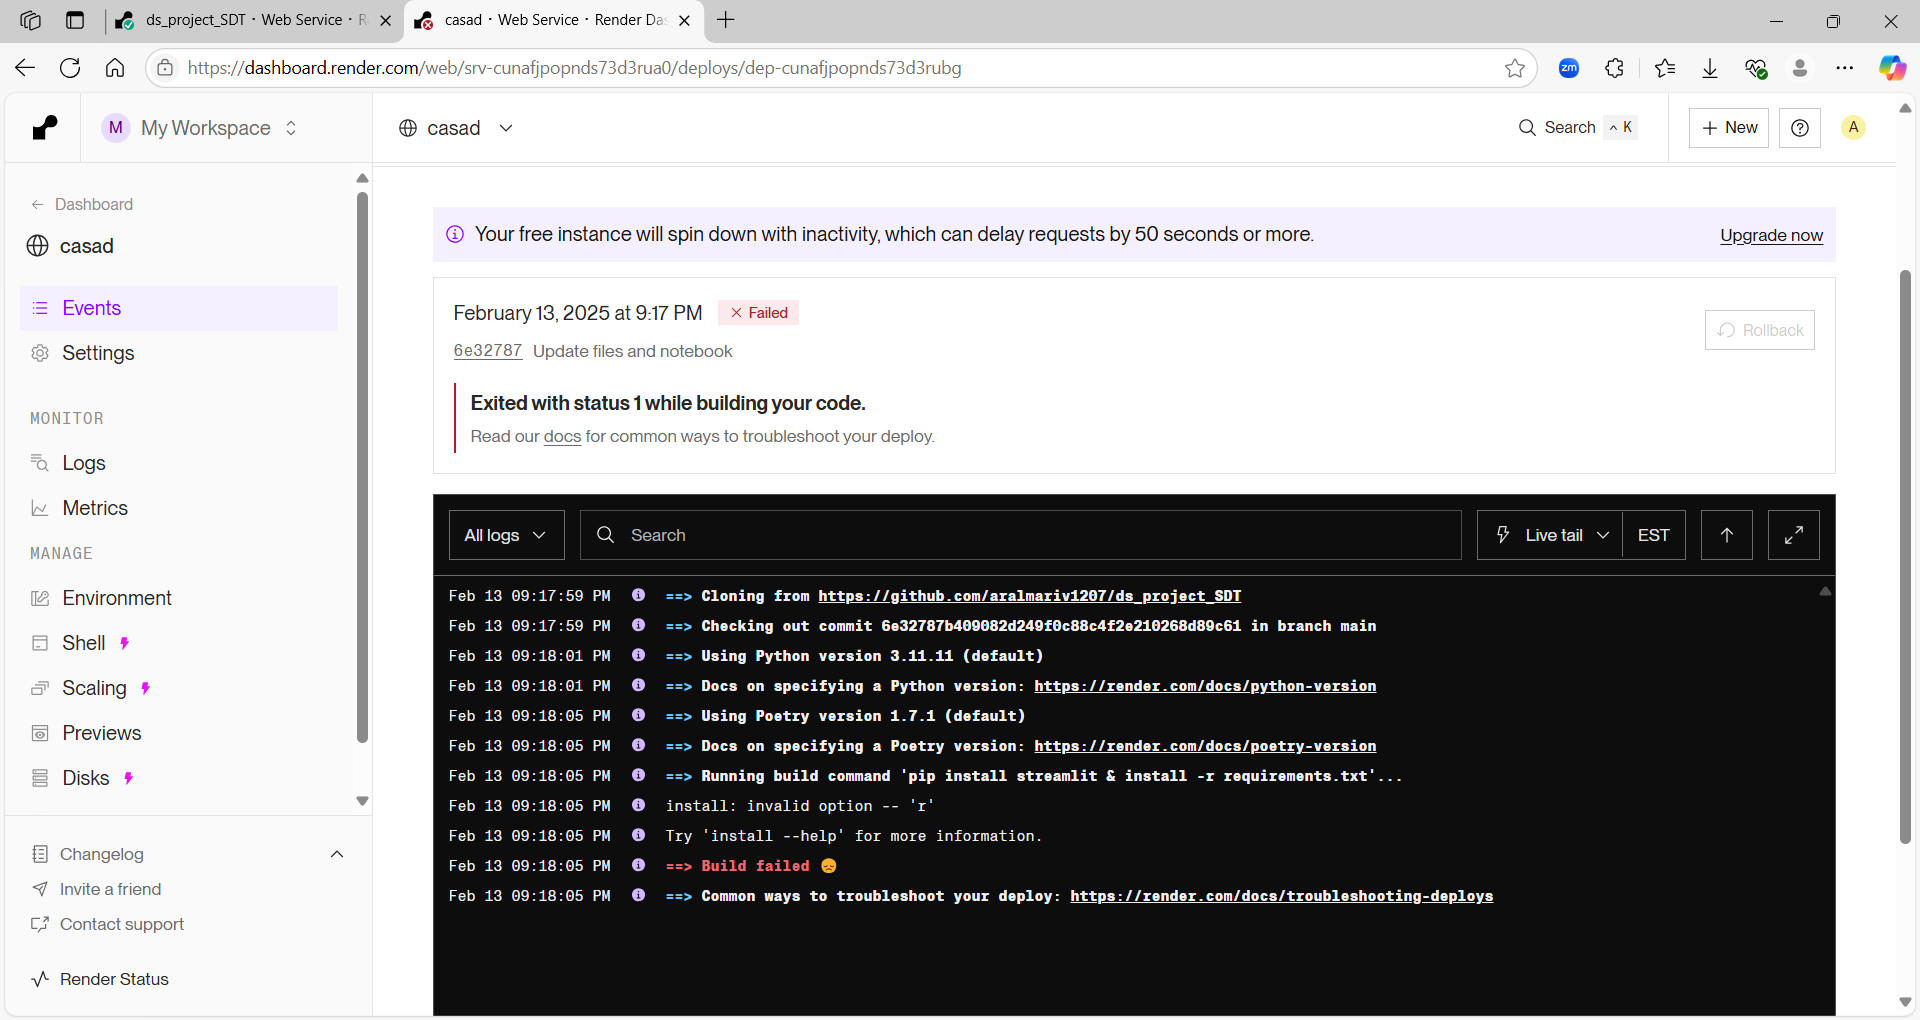 ds_project_SDT · Web Service · R
casad · Web Service · Render Das
https://dashboard.render.com/web/srv-cunafjpopnds73d3rua0/deploys/dep-cunafjpopnds73d3rubg
zm
M My Workspace
casad
Search ^ K
+ New
A
← Dashboard
casad
Events
Settings
MONITOR
Logs
Metrics
MANAGE
Environment
Shell
Scaling
Previews
Disks
Changelog
Invite a friend
Contact support
Render Status
Your free instance will spin down with inactivity, which can delay requests by 50 seconds or more.
Upgrade now
February 13, 2025 at 9:17 PM Failed
6e32787 Update files and notebook
Rollback
Exited with status 1 while building your code.
Read our docs for common ways to troubleshoot your deploy.
All logs Search Live tail EST
Feb 13 09:17:59 PM ==> Cloning from https://github.com/aralmariv1207/ds_project_SDT
Feb 13 09:17:59 PM ==> Checking out commit 6e32787b409082d249f0c88c4f2e210268d89c61 in branch main
Feb 13 09:18:01 PM ==> Using Python version 3.11.11 (default)
Feb 13 09:18:01 PM ==> Docs on specifying a Python version: https://render.com/docs/python-version
Feb 13 09:18:05 PM ==> Using Poetry version 1.7.1 (default)
Feb 13 09:18:05 PM ==> Docs on specifying a Poetry version: https://render.com/docs/poetry-version
Feb 13 09:18:05 PM ==> Running build command 'pip install streamlit & install -r requirements.txt'...
Feb 13 09:18:05 PM install: invalid option -- 'r'
Feb 13 09:18:05 PM Try 'install --help' for more information.
Feb 13 09:18:05 PM ==> Build failed 😞
Feb 13 09:18:05 PM ==> Common ways to troubleshoot your deploy: https://render.com/docs/troubleshooting-deploys